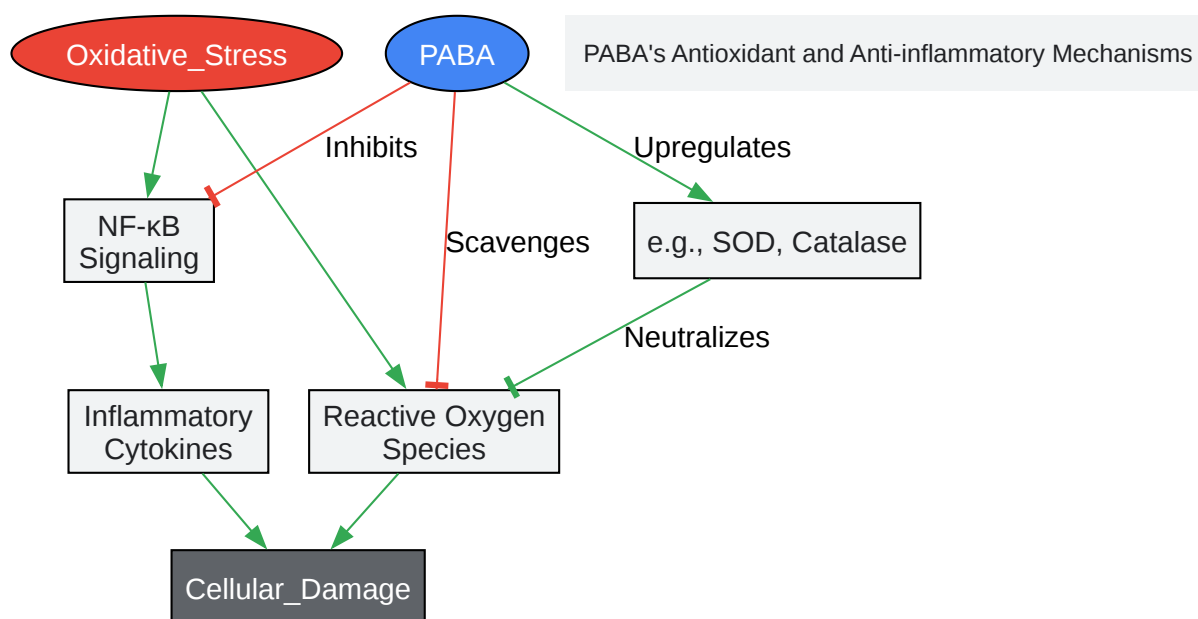 Oxidative_Stress
PABA
PABA's Antioxidant and Anti-inflammatory Mechanisms
Inhibits
Upregulates
NF-κB
Signaling
Scavenges
e.g., SOD, Catalase
Neutralizes
Inflammatory
Cytokines
Reactive Oxygen
Species
Cellular_Damage